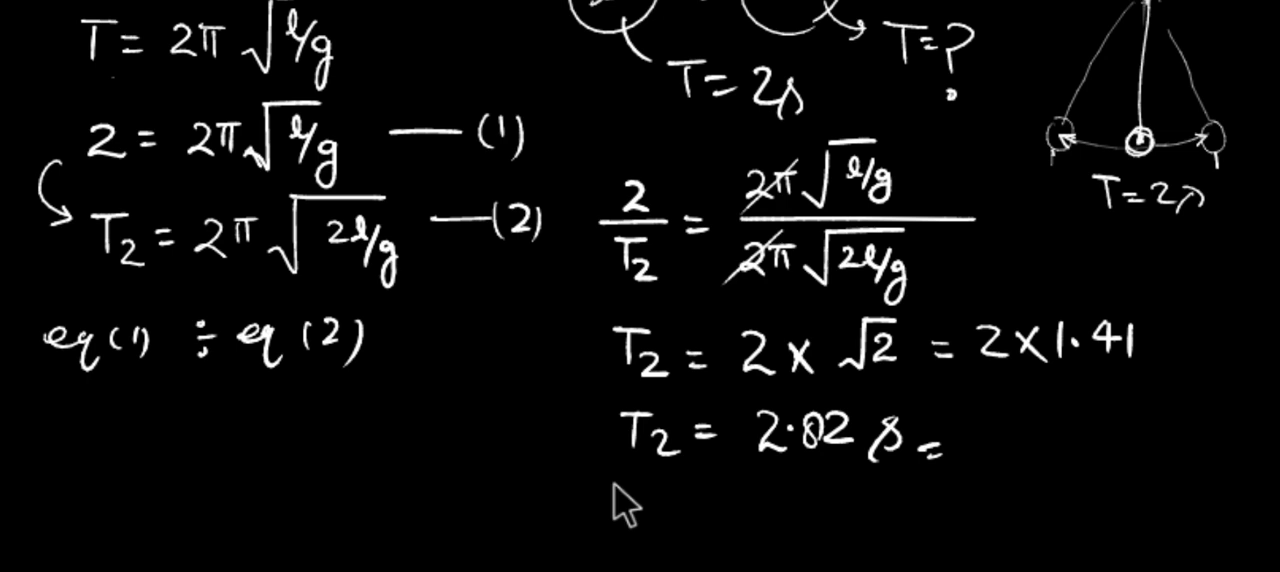 T = 2π √l/g
T = 2s
T = ?
2 = 2π √l/g — (1)
T₂ = 2π √2l/g — (2)
eq (1) ÷ eq (2)
T = 2s
2/T₂ = 2π √l/g / 2π √2l/g
T₂ = 2 × √2 = 2 × 1.41
T₂ = 2.82 s =